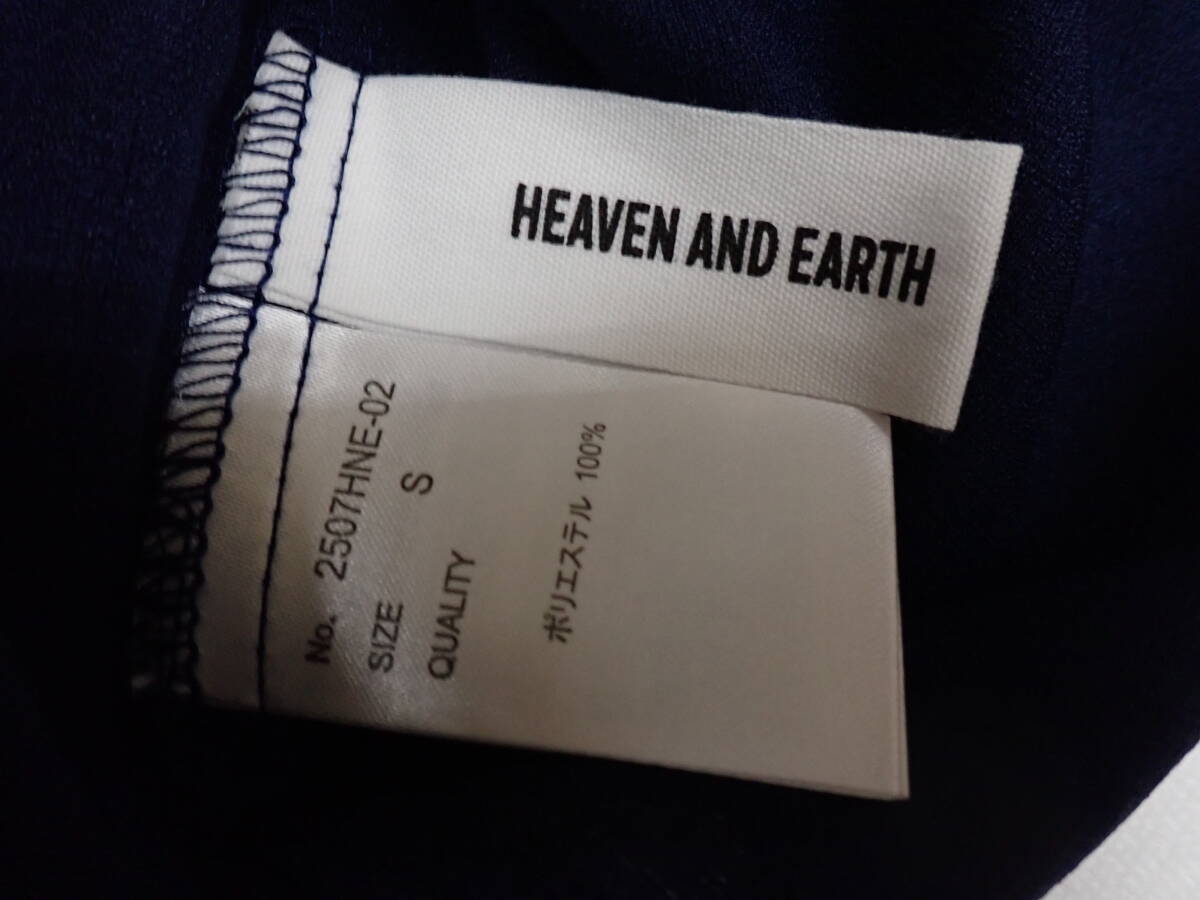 HEAVEN AND EARTH
No. 2507HNE-02
SIZE S
QUALITY
ポリエステル 100%